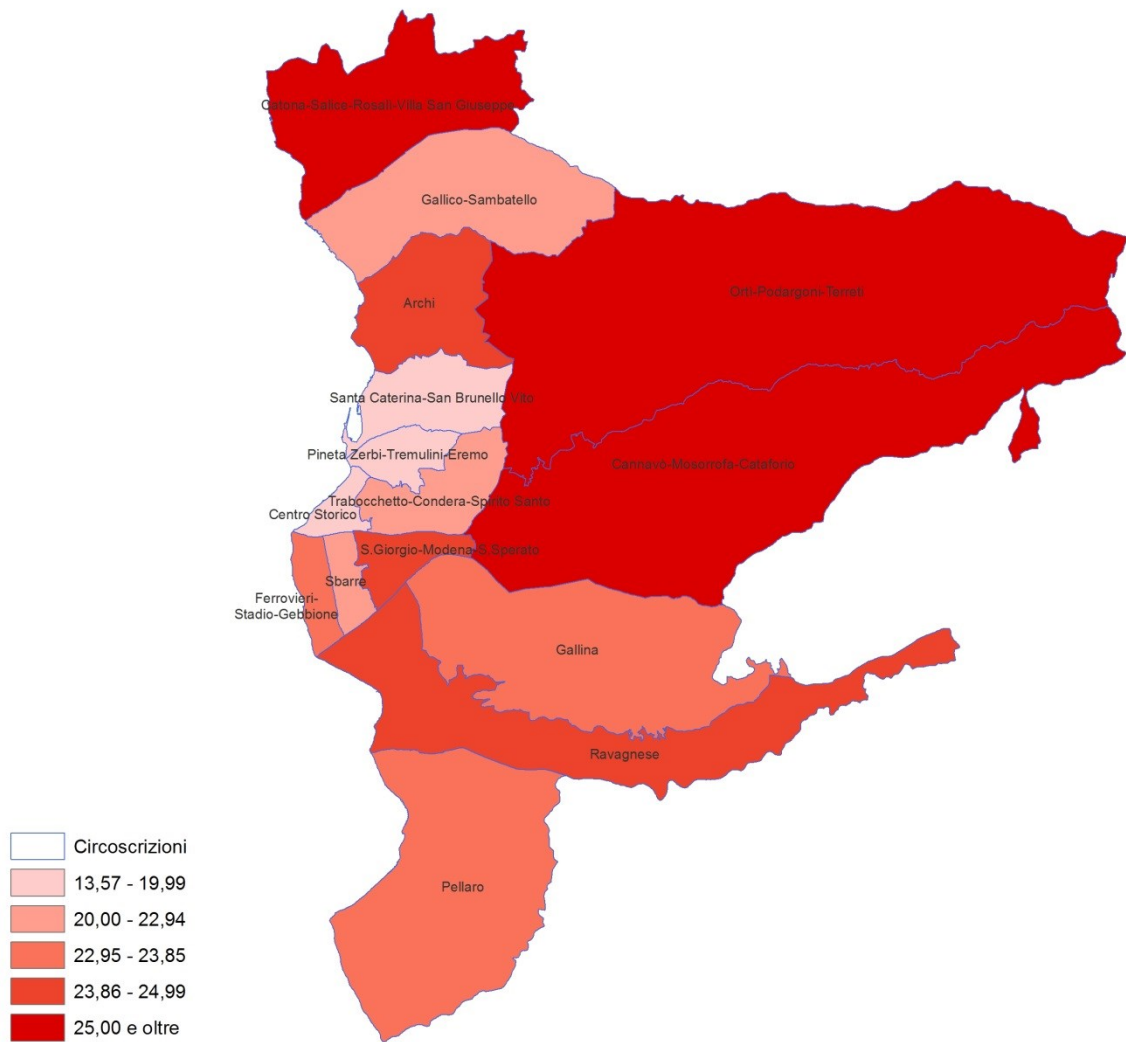 Catona-Salice-Rosalì-Villa San Giuseppe
Gallico-Sambatello
Orti-Podargoni-Terreti
Archi
Santa Caterina-San Brunello Vito
Pineta Zerbi-Tremulini-Eremo
Cannavò-Mosorrofa-Cataforio
Trabocchetto-Condera-Spirito Santo
Centro Storico
S.Giorgio-Modena-S.Sperato
Sbarre
Ferrovieri-
Stadio-Gebbione
Gallina
Ravagnese
Pellaro
Circoscrizioni
13,57 - 19,99
20,00 - 22,94
22,95 - 23,85
23,86 - 24,99
25,00 e oltre